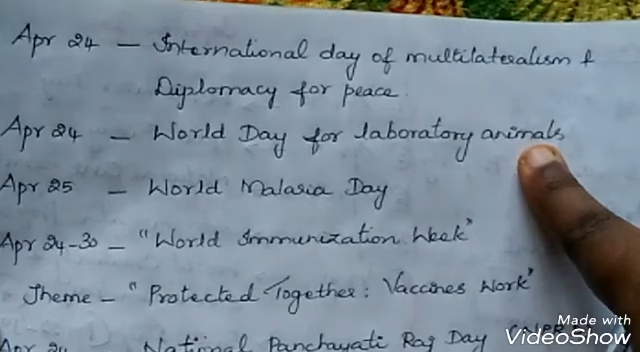 Apr 24 — International day of multilateralism &
Diplomacy for peace.
Apr 24 — World Day for laboratory animals
Apr 25 — World Malaria Day
Apr 24-30 — "World Immunization Week"
Theme — "Protected Together: Vaccines Work"
Apr 24 National Panchayati Raj Day
Made with
VideoShow